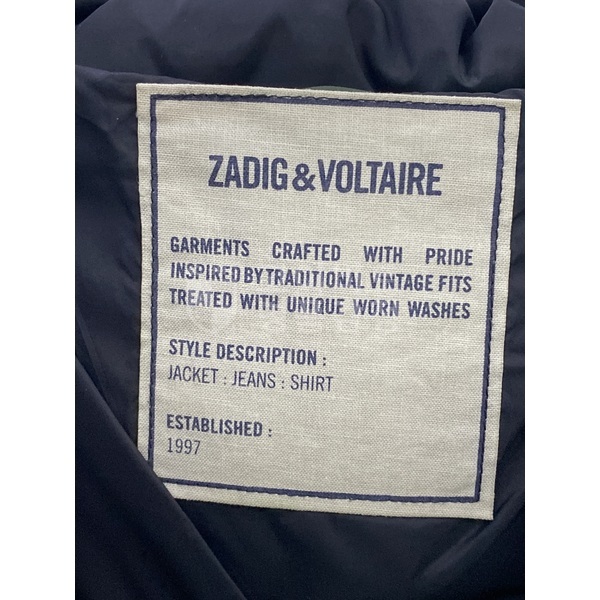 ZADIG&VOLTAIRE
GARMENTS CRAFTED WITH PRIDE
INSPIRED BY TRADITIONAL VINTAGE FITS
TREATED WITH UNIQUE WORN WASHES
STYLE DESCRIPTION :
JACKET : JEANS : SHIRT
ESTABLISHED :
1997